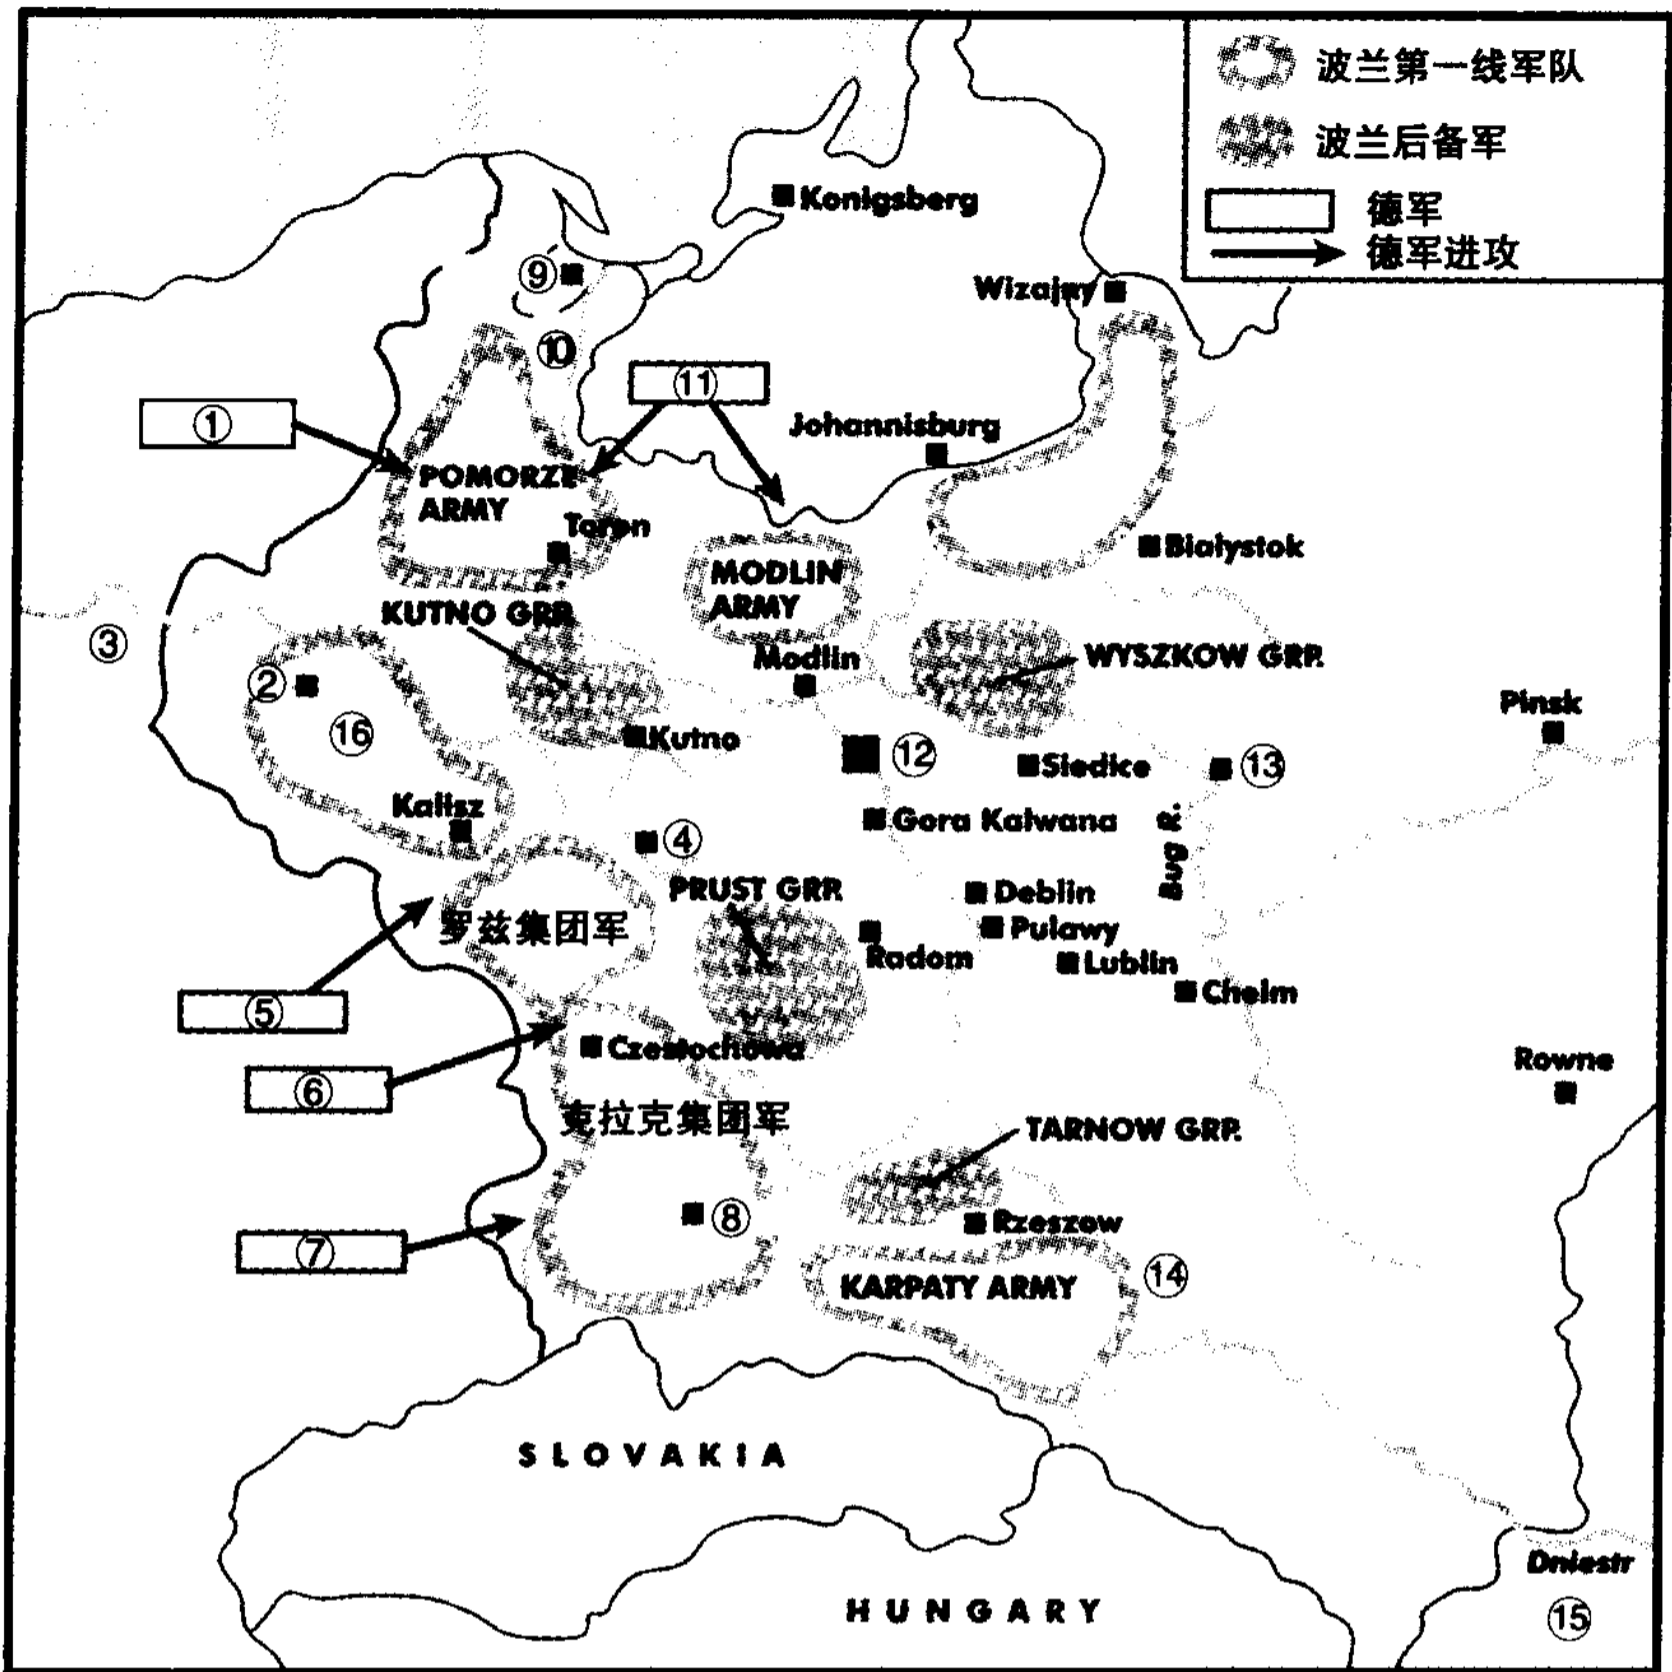 波兰第一线军队
波兰后备军
德军
德军进攻
Konigsberg
⑨
Wizajny
⑩
⑪
①
Johannisburg
POMORZE
ARMY
Torun
Białystok
MODLIN
ARMY
KUTNO GRP.
③
Modlin
WYSZKOW GRP.
②
Pinsk
⑯
Kutno
⑫
Siedlce
⑬
Kalisz
Gora Kalwana
④
Bug R.
PRUST GRP.
Deblin
罗兹集团军
Pulawy
Radom
Lublin
Chelm
⑤
Czestochowa
⑥
Rowne
克拉克集团军
TARNOW GRP.
⑧
Rzeszow
⑦
KARPATY ARMY
⑭
SLOVAKIA
Dniestr
HUNGARY
⑮